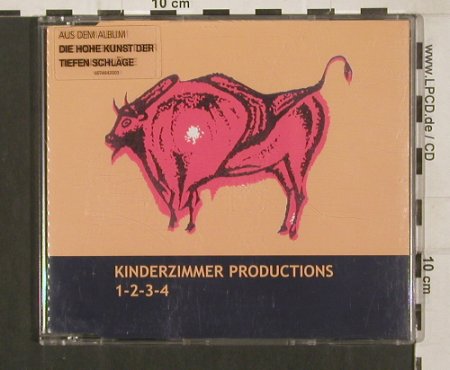 10 cm
AUS DEM ALBUM
DIE HOHE KUNST DER
TIEFEN SCHLÄGE
www.LPCD.de / CD
KINDERZIMMER PRODUCTIONS
1-2-3-4
10 cm